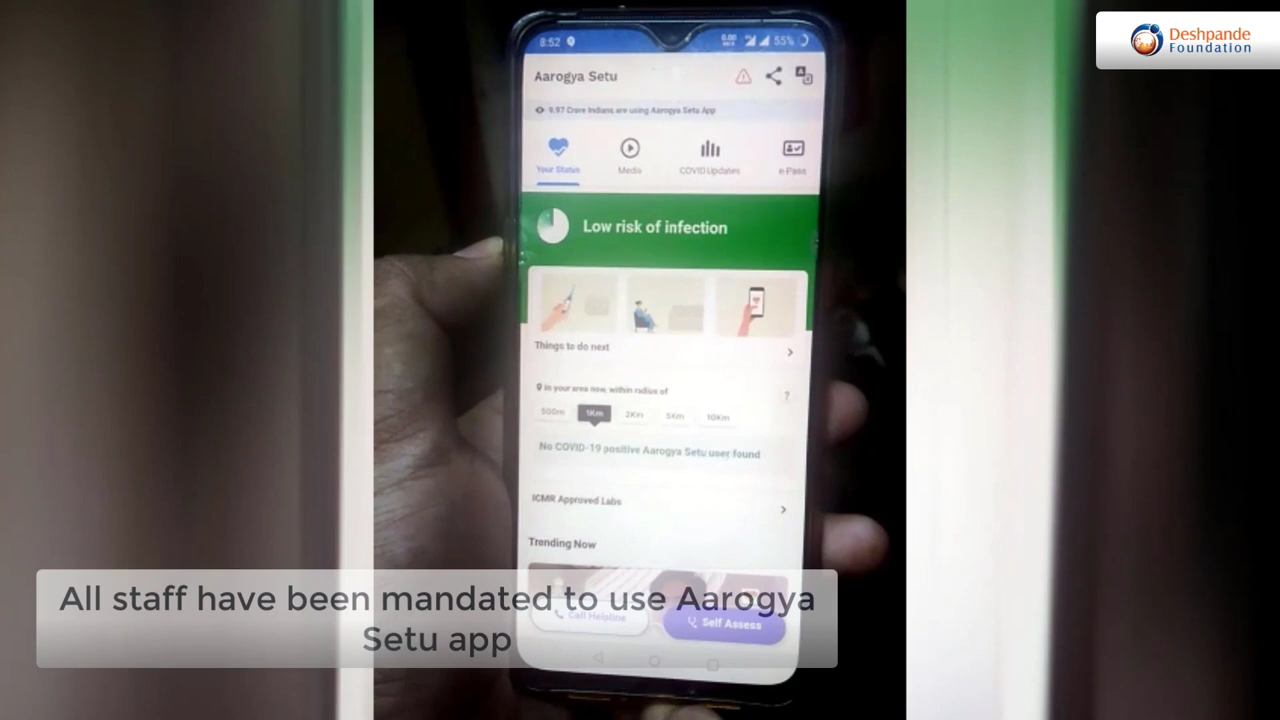 Deshpande
Foundation
8:52
0.00
55%
Aarogya Setu
9.97 Crore Indians are using Aarogya Setu App
Your Status
Media
COVID Updates
e-Pass
Low risk of infection
Things to do next
In your area now, within radius of
?
500m
1Km
2Km
5Km
10Km
No COVID-19 positive Aarogya Setu user found
ICMR Approved Labs
Trending Now
Call Helpline
Self Assess
All staff have been mandated to use Aarogya
Setu app